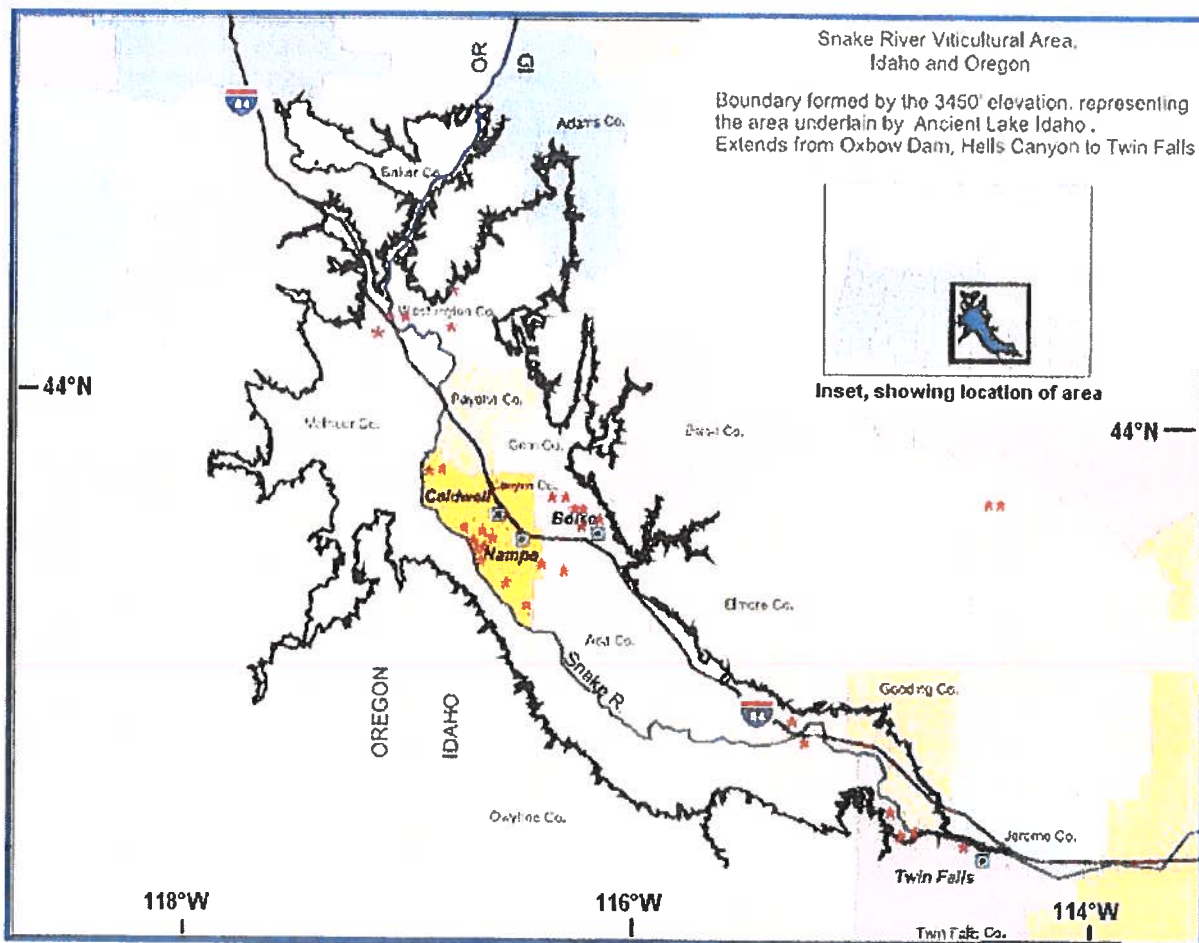 Snake River Viticultural Area,
Idaho and Oregon
Boundary formed by the 3450' elevation, representing
the area underlain by Ancient Lake Idaho.
Extends from Oxbow Dam, Hells Canyon to Twin Falls
OR
ID
84
Adams Co.
Baker Co.
Washington Co.
44°N
Inset, showing location of area
Payette Co.
Malheur Co.
44°N
Gem Co.
Boise Co.
Canyon Co.
Caldwell
Boise
Nampa
Elmore Co.
Ada Co.
Snake R.
OREGON
IDAHO
Gooding Co.
84
Owyhee Co.
Jerome Co.
Twin Falls
118°W
116°W
114°W
Twin Falls Co.